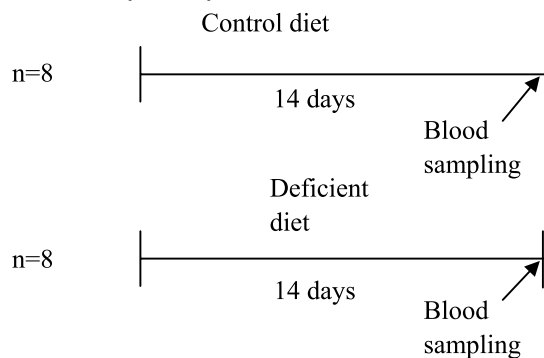 Control diet
n=8
14 days
Blood
sampling
Deficient
diet
n=8
14 days
Blood
sampling